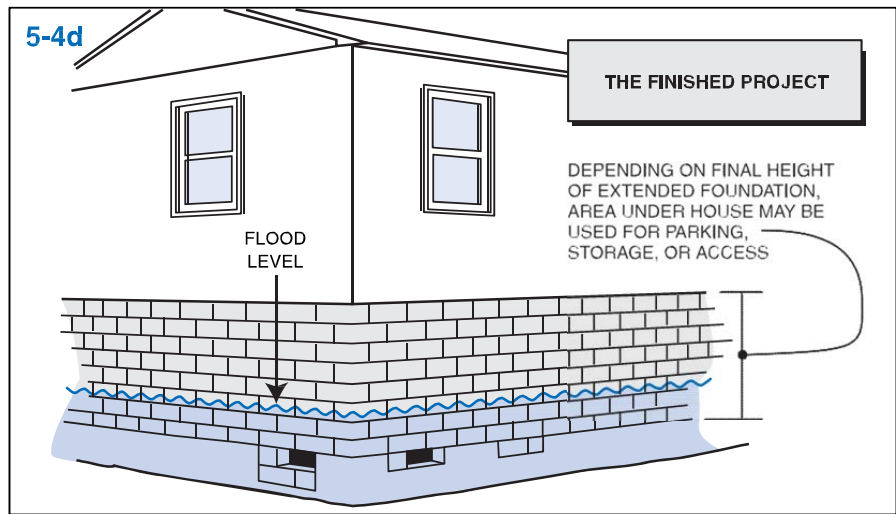 5-4d
THE FINISHED PROJECT
DEPENDING ON FINAL HEIGHT
OF EXTENDED FOUNDATION,
AREA UNDER HOUSE MAY BE
USED FOR PARKING,
STORAGE, OR ACCESS
FLOOD
LEVEL